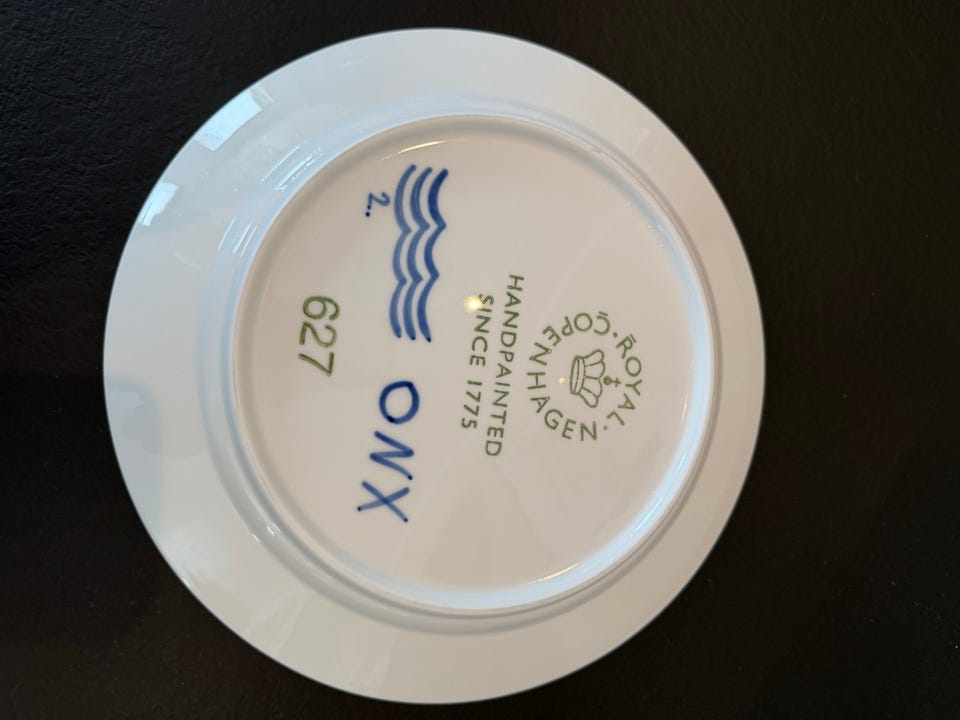 ROYAL · COPENHAGEN ·
HANDPAINTED
SINCE 1775
ONX
2.
627